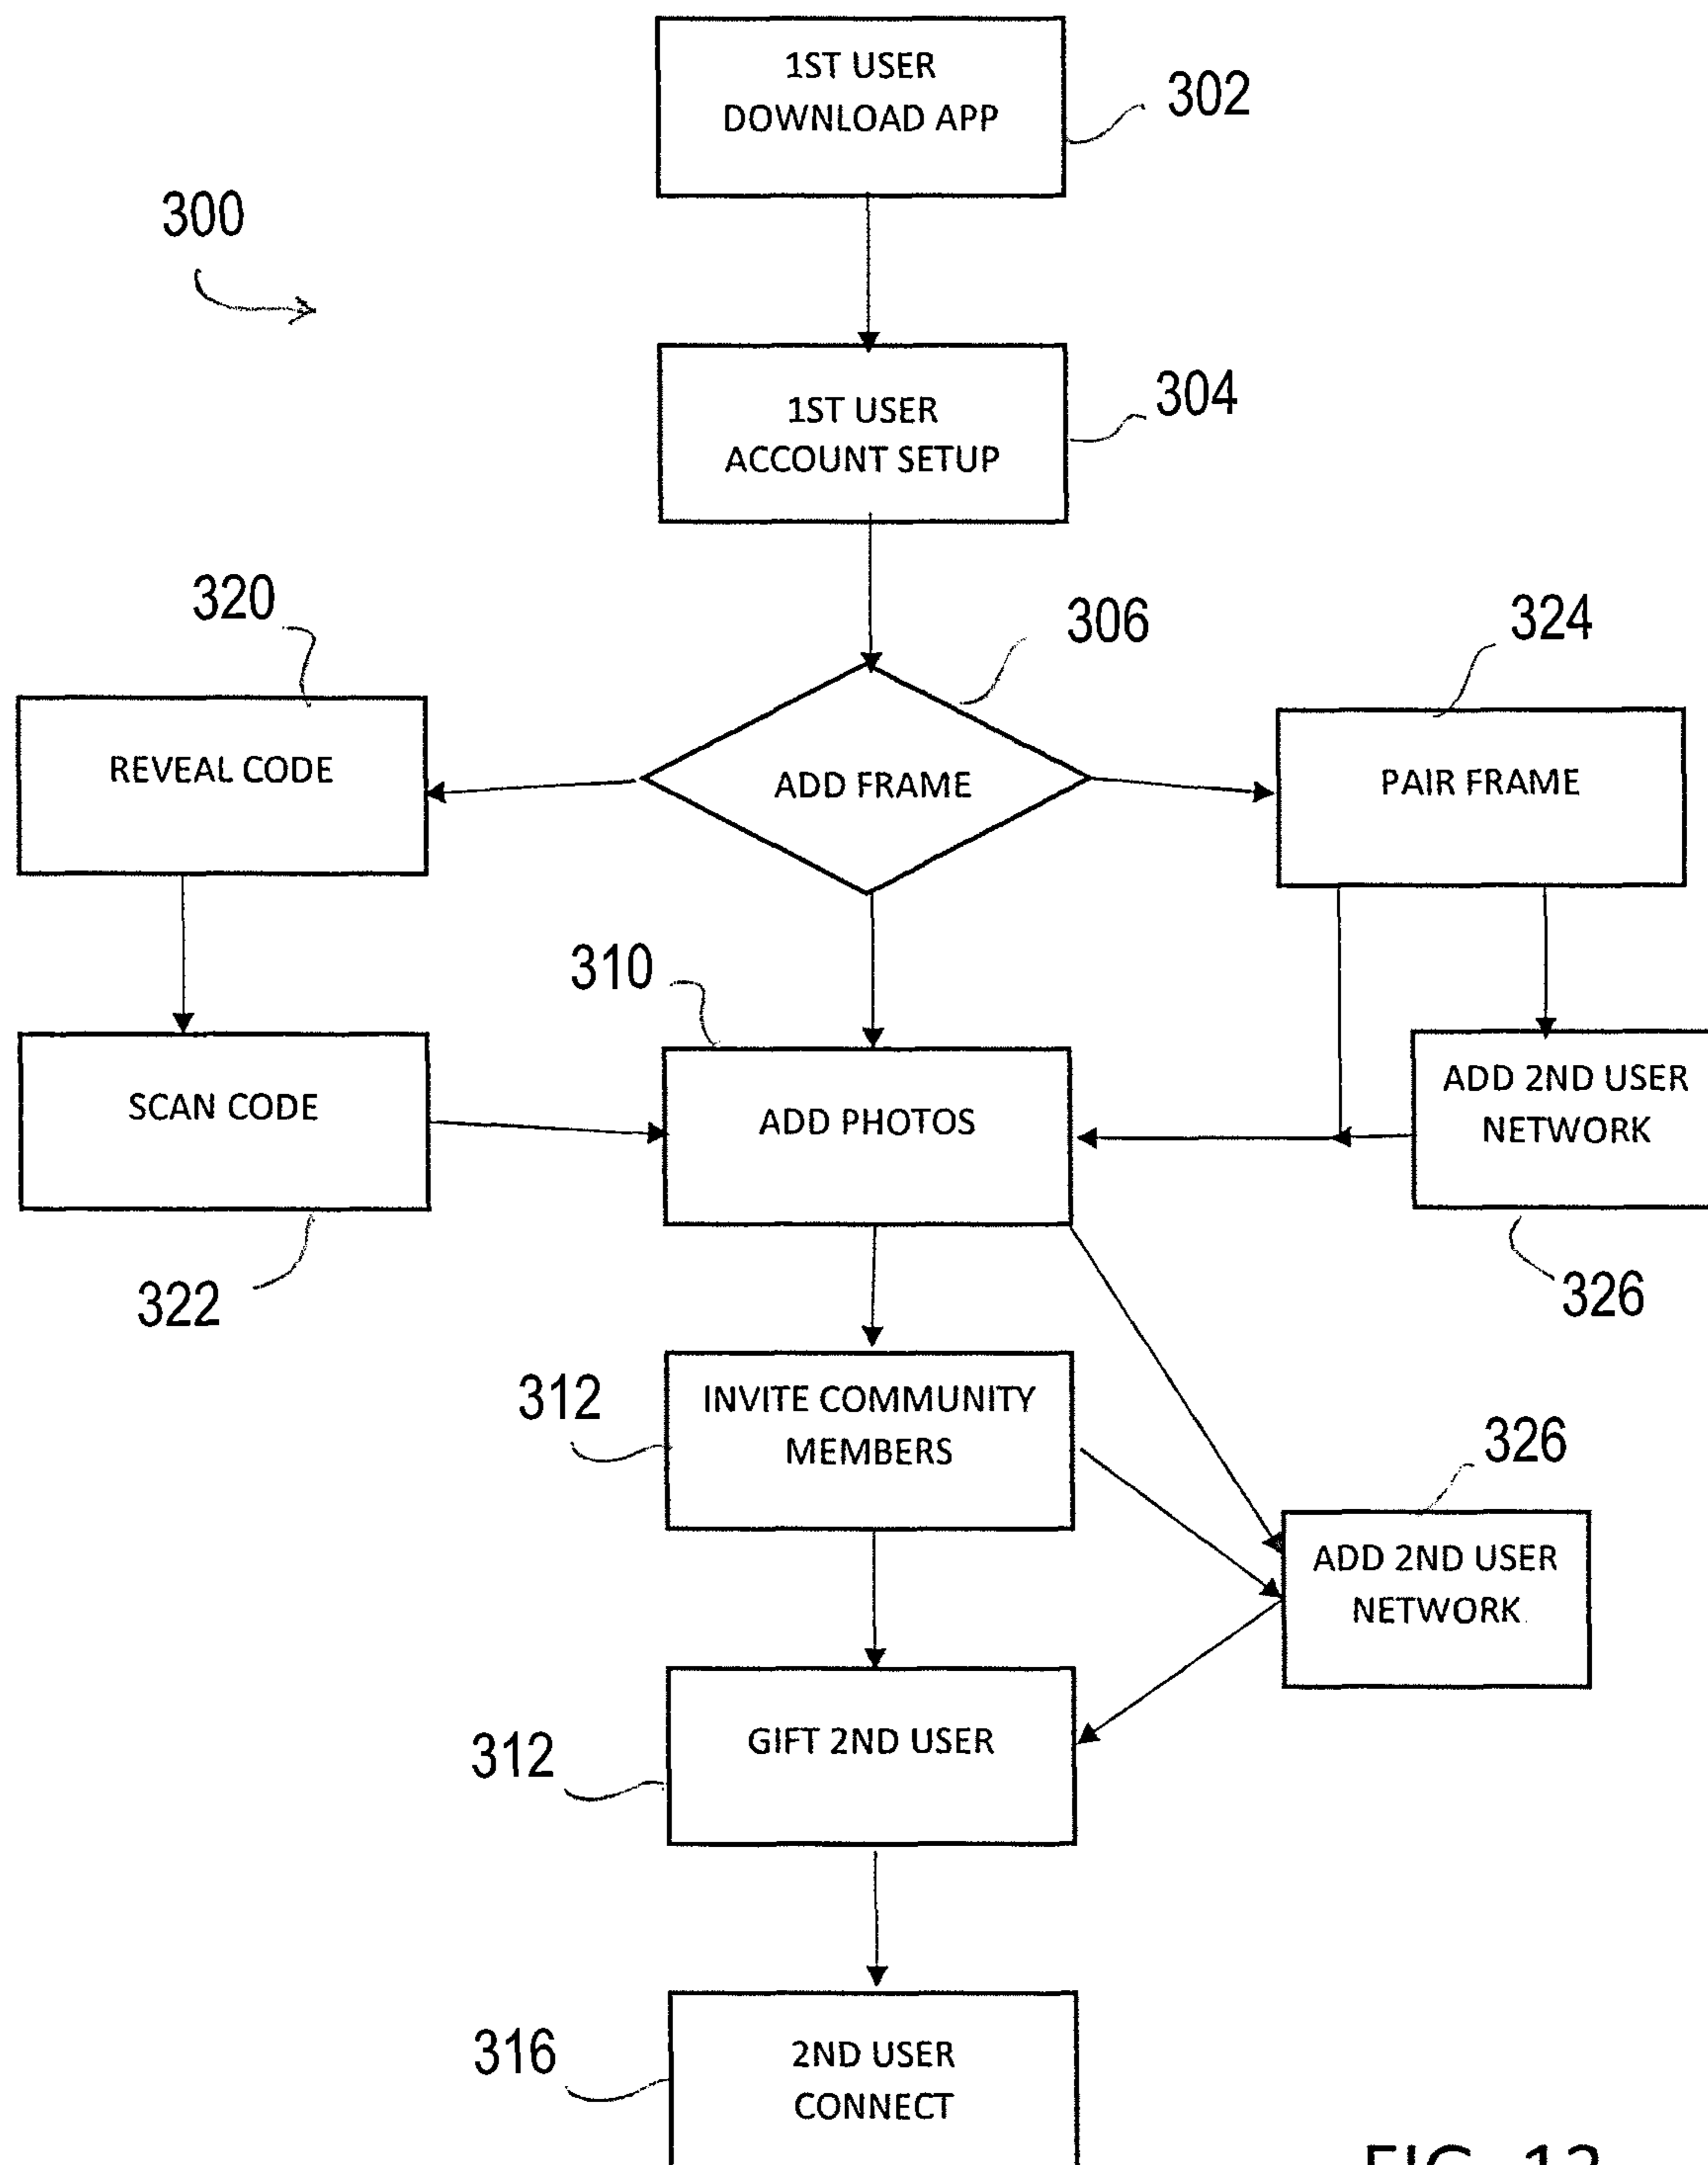 1ST USER
DOWNLOAD APP
302
300
1ST USER
ACCOUNT SETUP
304
320
306
324
REVEAL CODE
ADD FRAME
PAIR FRAME
310
SCAN CODE
ADD PHOTOS
ADD 2ND USER
NETWORK
322
326
312
INVITE COMMUNITY
MEMBERS
326
ADD 2ND USER
NETWORK
312
GIFT 2ND USER
316
2ND USER
CONNECT
FIG. 13